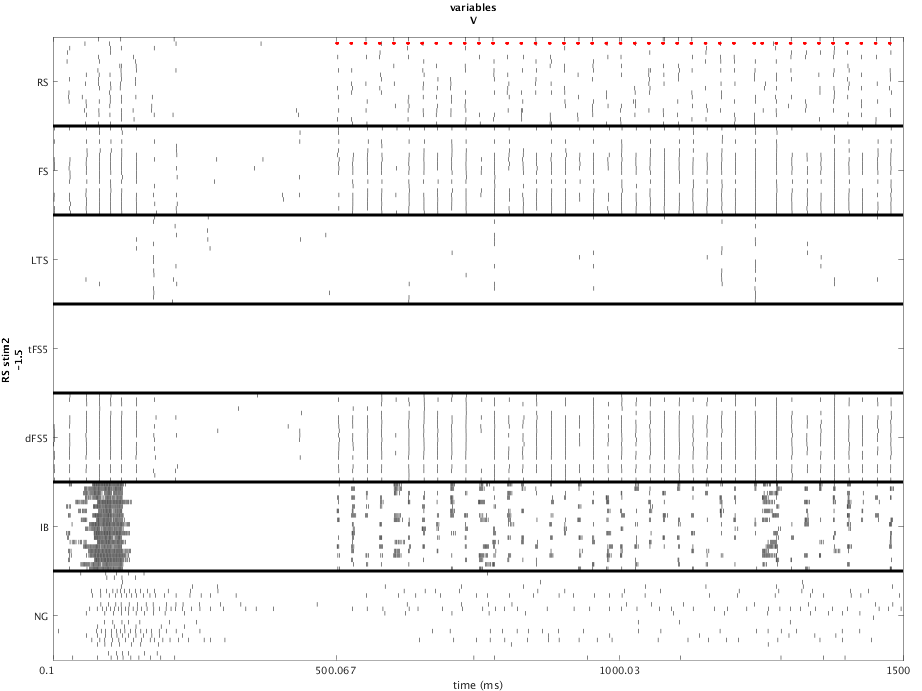 variables
V
RS
FS
LTS
RS stim2
-1.5
tFS5
dFS5
IB
NG
0.1
500.067
1000.03
1500
time (ms)